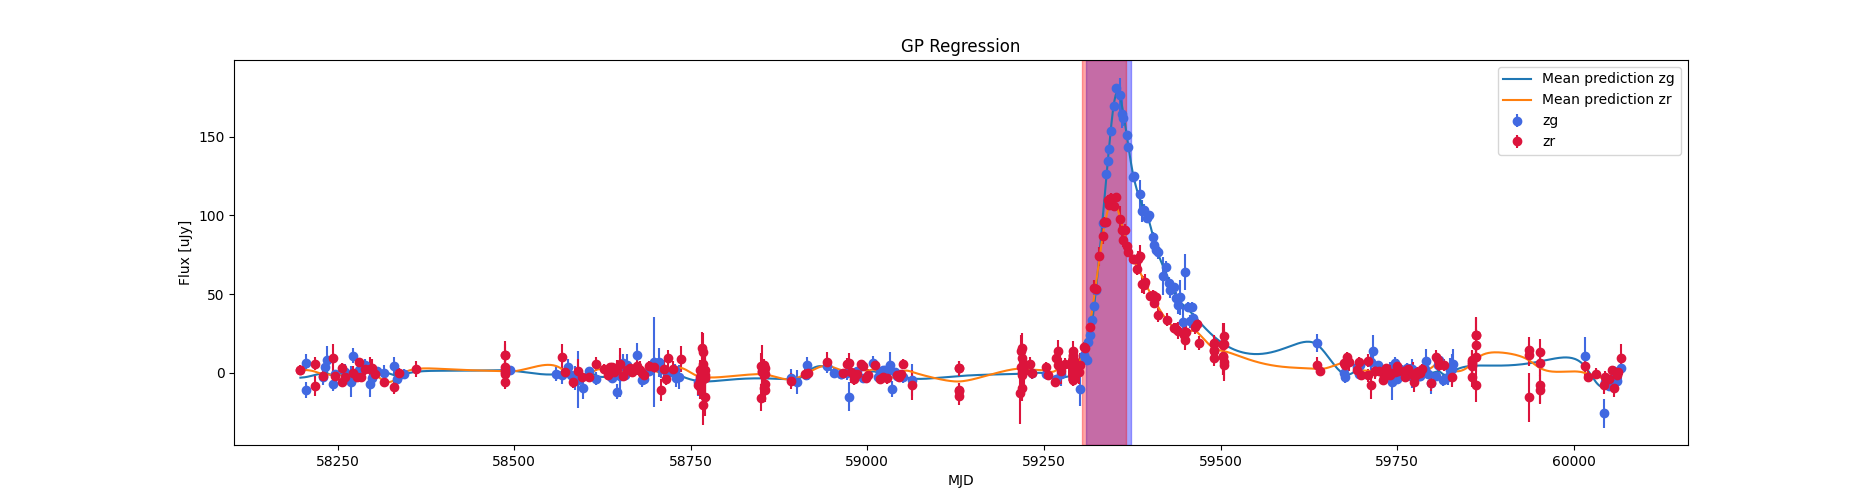 GP Regression
Mean prediction zg
Mean prediction zr
zg
zr
Flux [uJy]
150
100
50
0
58250
58500
58750
59000
59250
59500
59750
60000
MJD